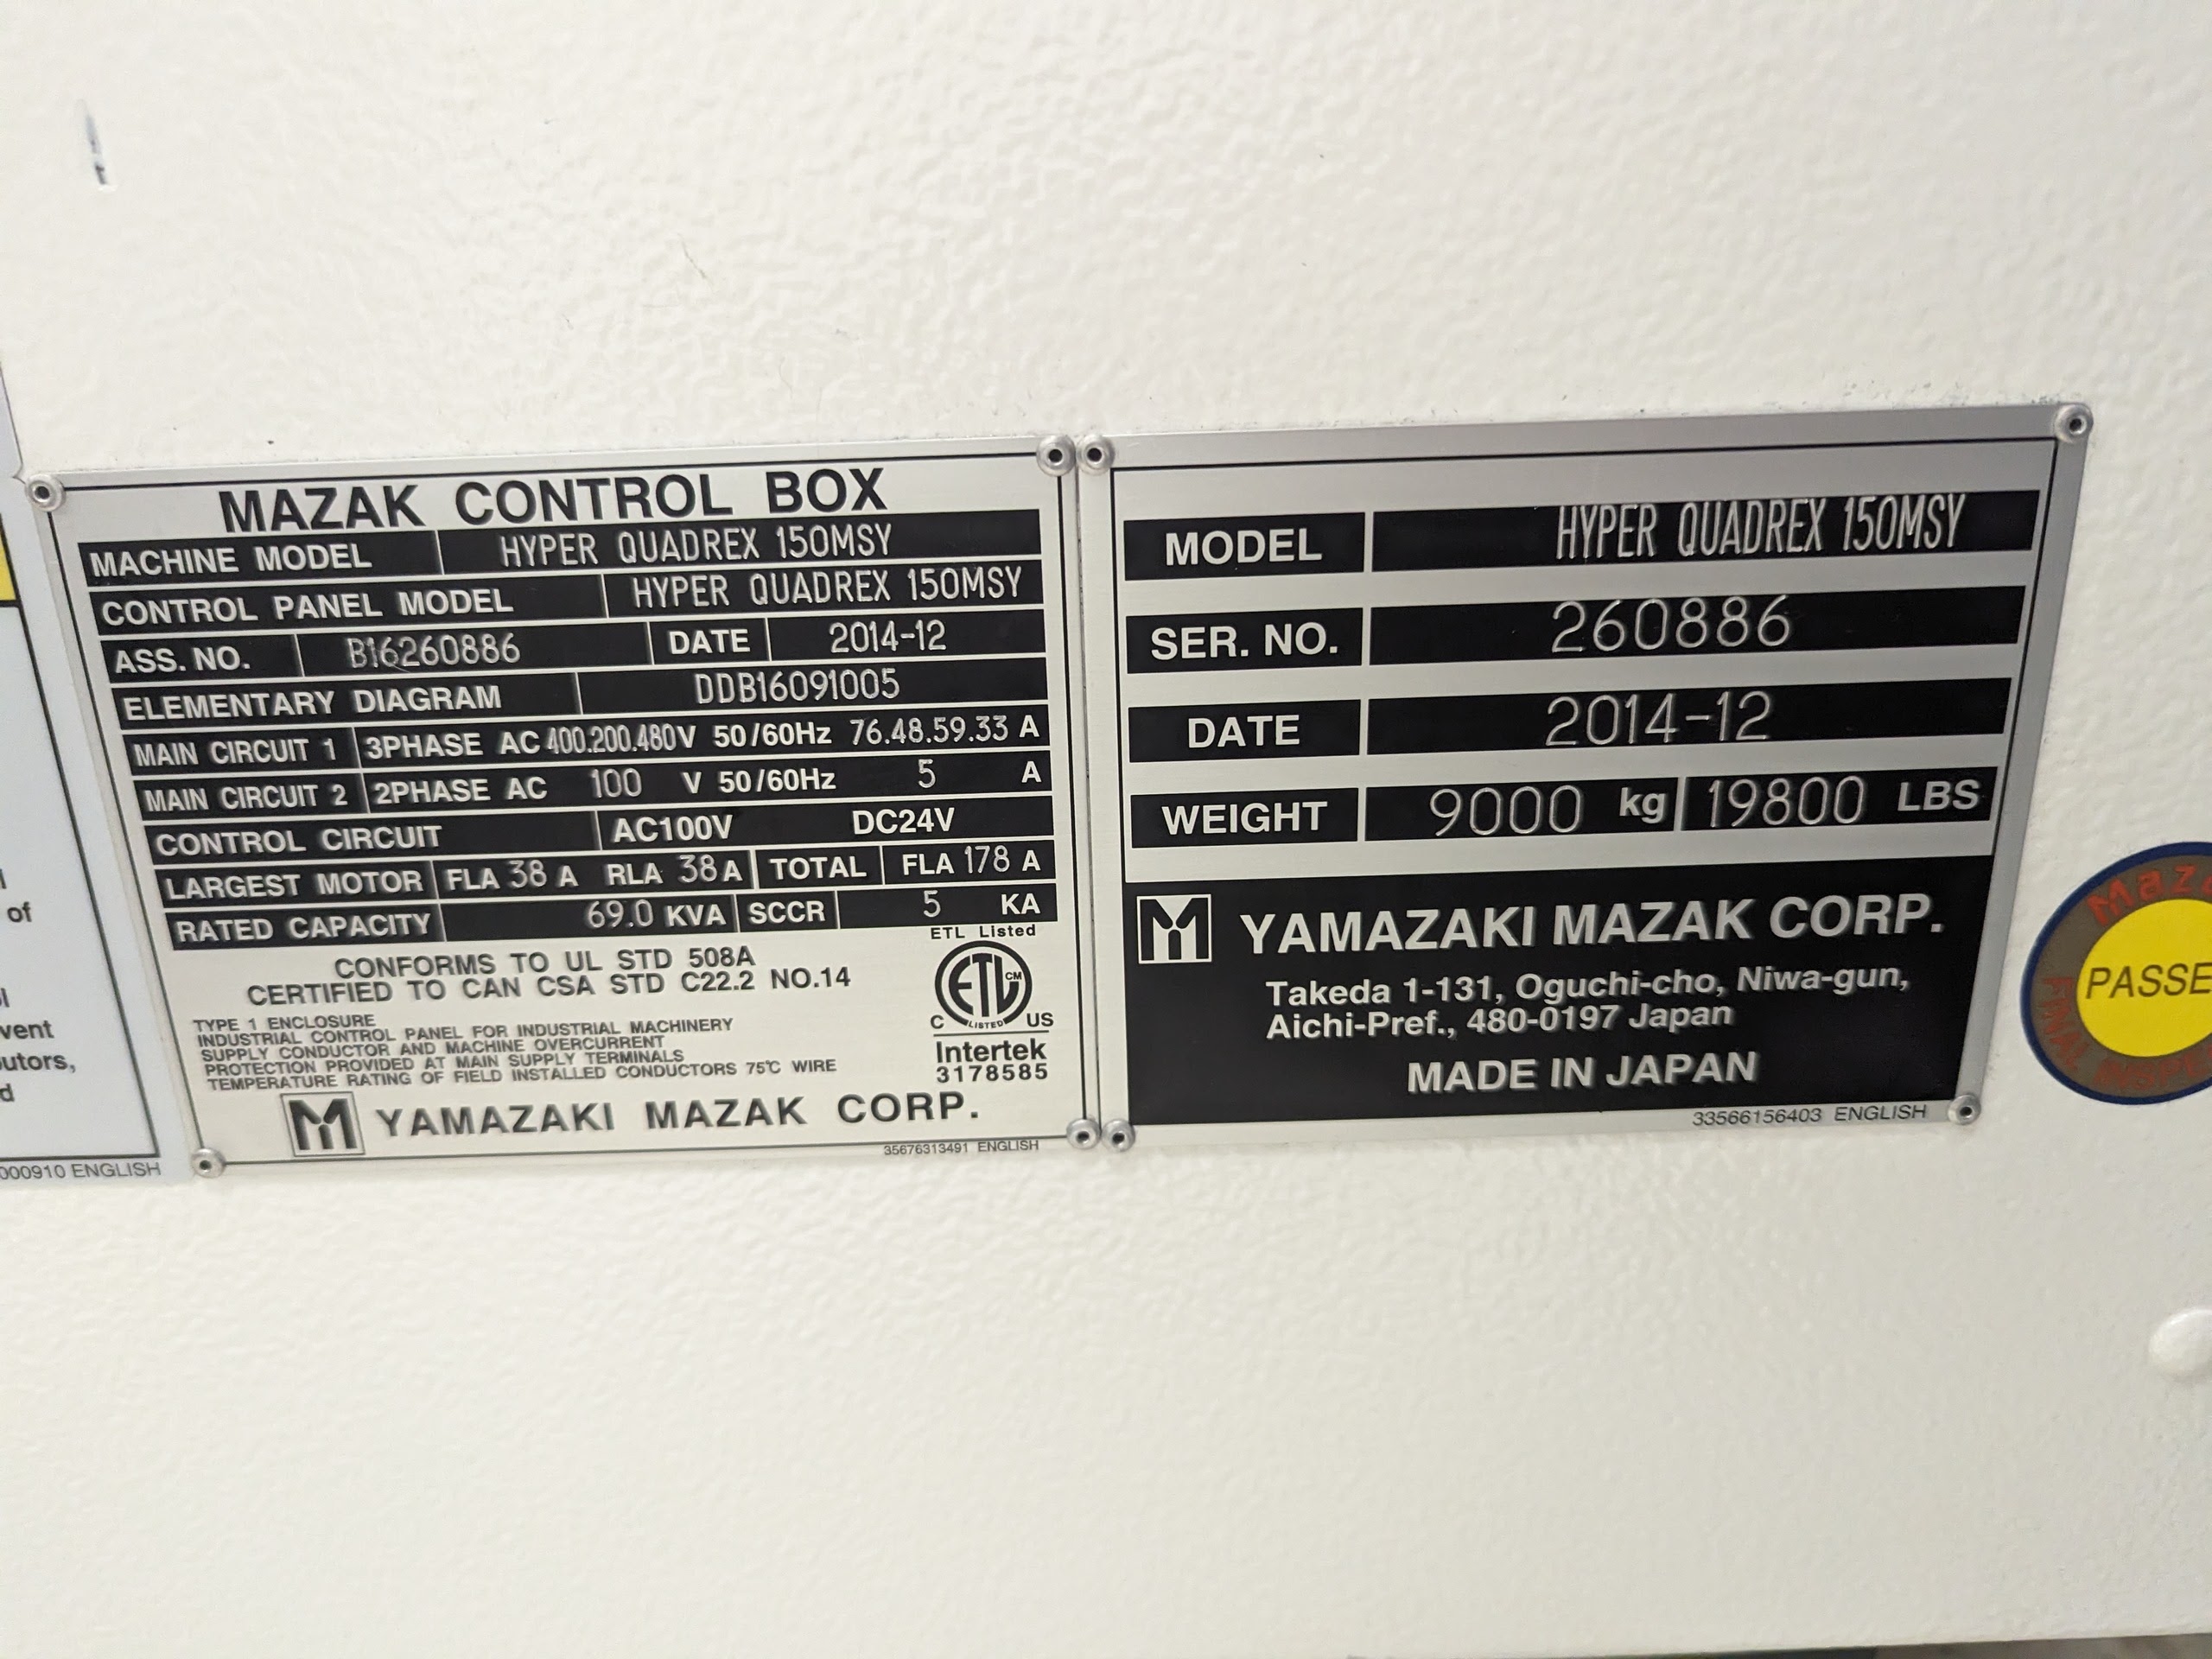 MAZAK CONTROL BOX
MACHINE MODEL HYPER QUADREX 150MSY
CONTROL PANEL MODEL HYPER QUADREX 150MSY
ASS. NO. B16260886 DATE 2014-12
ELEMENTARY DIAGRAM DDB16091005
MAIN CIRCUIT 1 3PHASE AC 400.200.480V 50/60Hz 76.48.59.33 A
MAIN CIRCUIT 2 2PHASE AC 100 V 50/60Hz 5 A
CONTROL CIRCUIT AC100V DC24V
LARGEST MOTOR FLA 38 A RLA 38 A TOTAL FLA 178 A
RATED CAPACITY 69.0 KVA SCCR 5 KA
CONFORMS TO UL STD 508A
CERTIFIED TO CAN CSA STD C22.2 NO.14
TYPE 1 ENCLOSURE
INDUSTRIAL CONTROL PANEL FOR INDUSTRIAL MACHINERY
SUPPLY CONDUCTOR AND MACHINE OVERCURRENT
PROTECTION PROVIDED AT MAIN SUPPLY TERMINALS
TEMPERATURE RATING OF FIELD INSTALLED CONDUCTORS 75℃ WIRE
ETL Listed
ETL CM
C LISTED US
Intertek
3178585
YAMAZAKI MAZAK CORP.
35676313491 ENGLISH
MODEL HYPER QUADREX 150MSY
SER. NO. 260886
DATE 2014-12
WEIGHT 9000 kg 19800 LBS
YAMAZAKI MAZAK CORP.
Takeda 1-131, Oguchi-cho, Niwa-gun,
Aichi-Pref., 480-0197 Japan
MADE IN JAPAN
33566156403 ENGLISH
of
vent
utors,
d
000910 ENGLISH
Maza
PASSE
FINAL INSPE